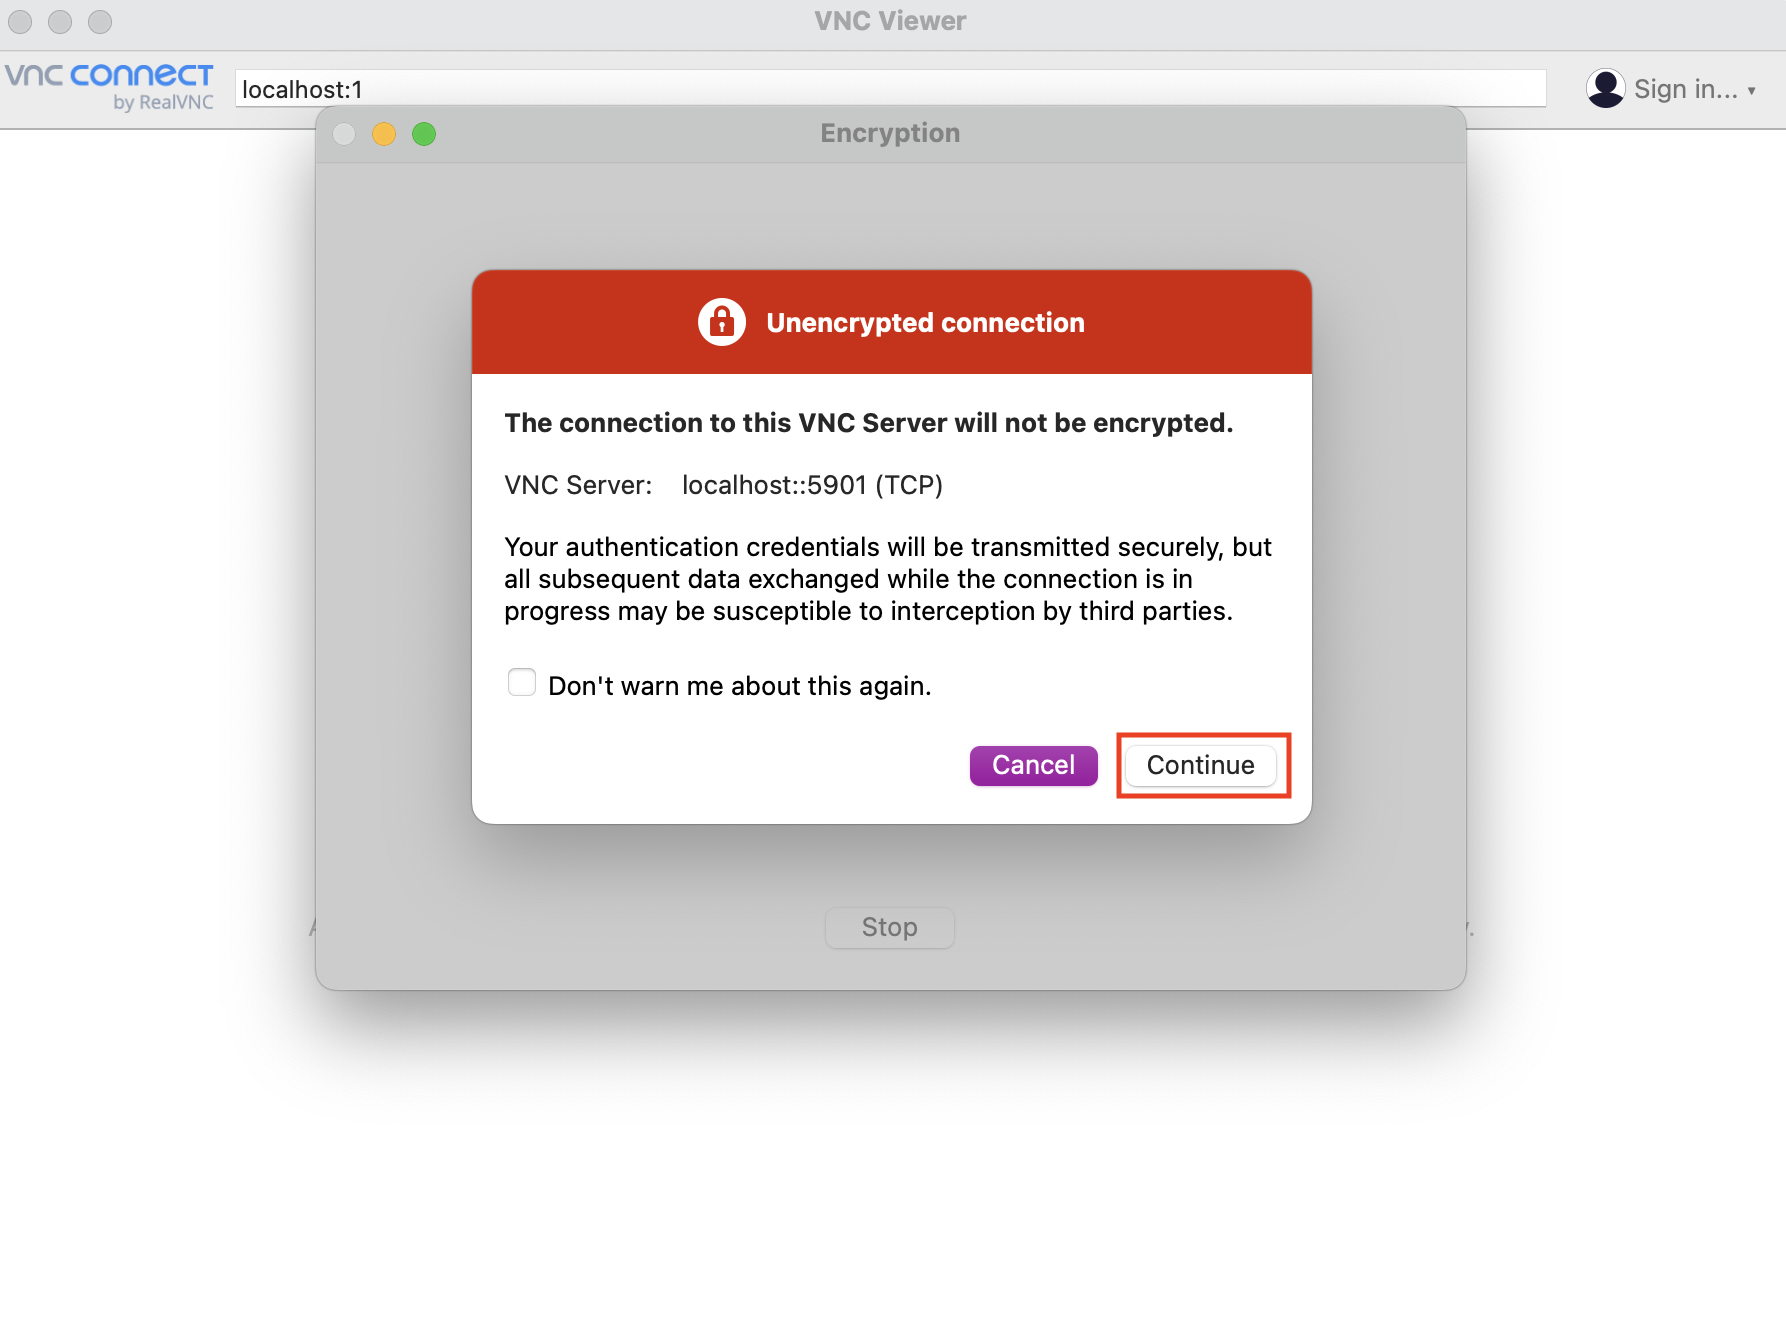 VNC Viewer
vnc connect
by RealVNC
localhost:1
Sign in...
Encryption
Unencrypted connection
The connection to this VNC Server will not be encrypted.
VNC Server: localhost::5901 (TCP)
Your authentication credentials will be transmitted securely, but
all subsequent data exchanged while the connection is in
progress may be susceptible to interception by third parties.
Don't warn me about this again.
Cancel
Continue
Stop